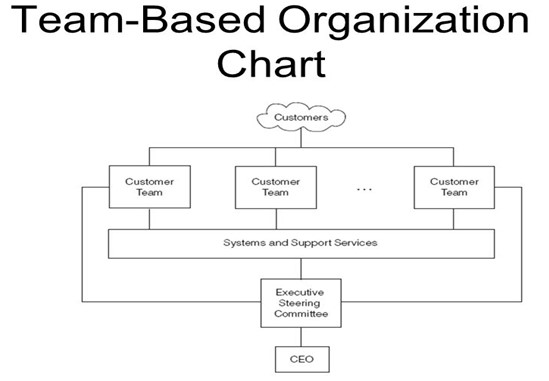 Team-Based Organization
Chart
Customers
Customer
Team
Customer
Team
...
Customer
Team
Systems and Support Services
Executive
Steering
Committee
CEO